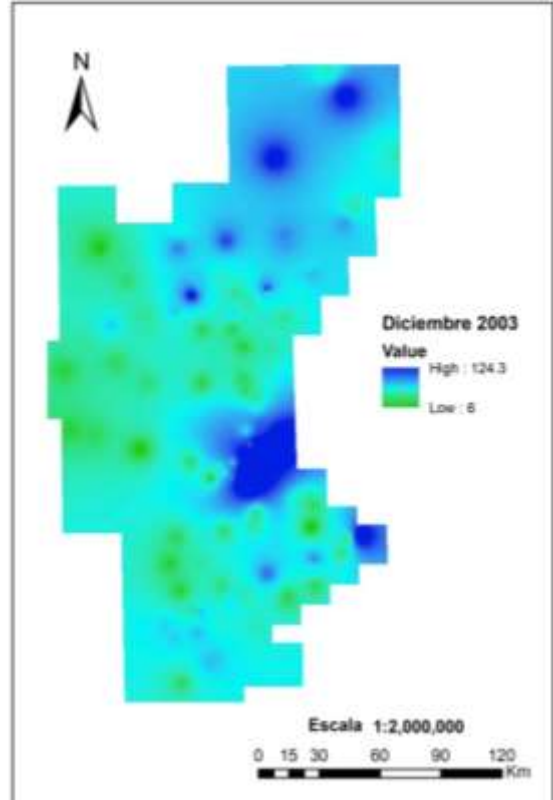 N
Diciembre 2003
Value
High : 124.3
Low : 6
Escala 1:2,000,000
0 15 30 60 90 120
Km